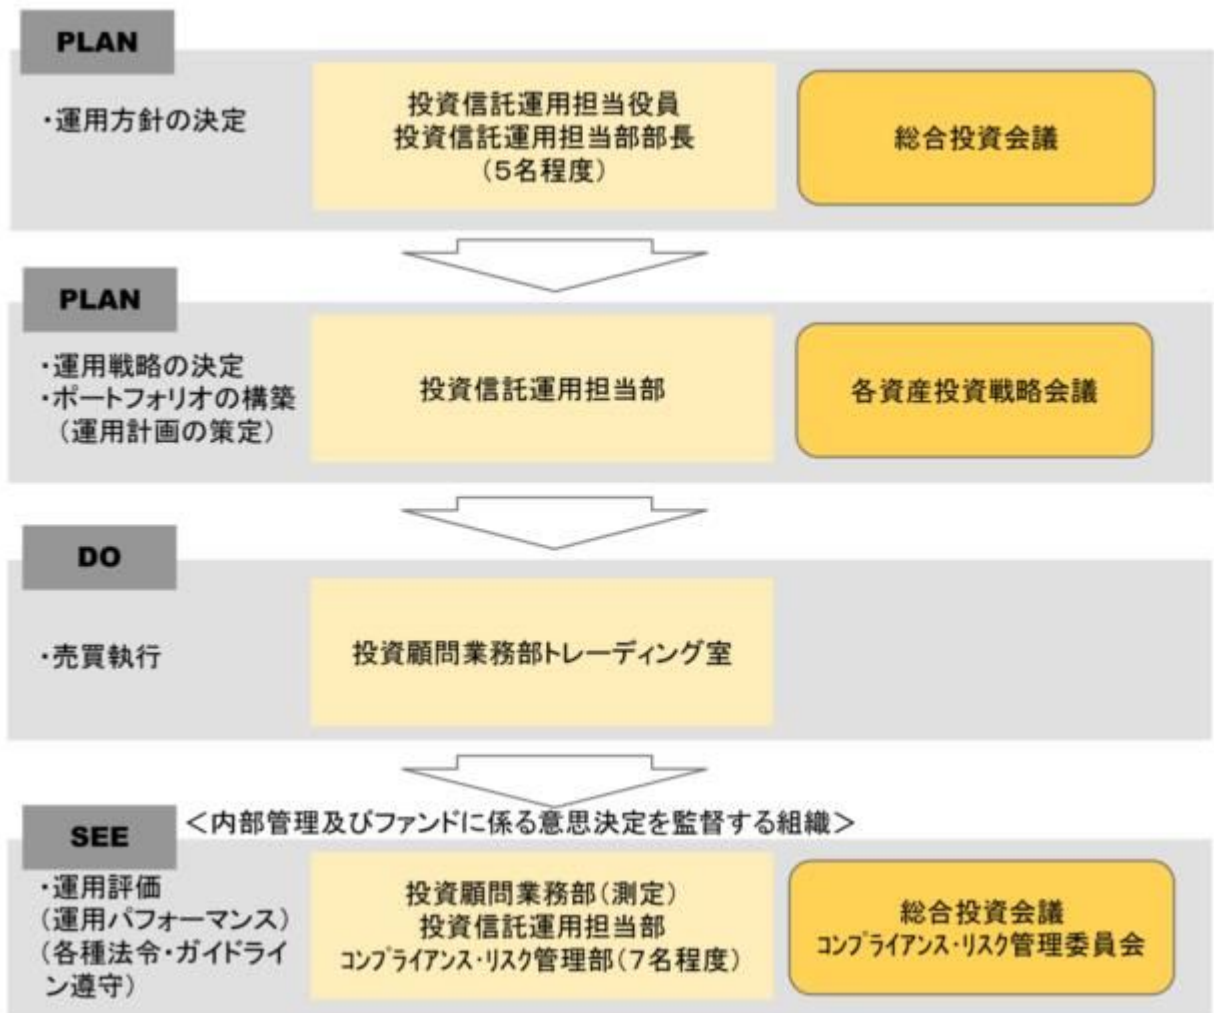 PLAN
・運用方針の決定
投資信託運用担当役員
投資信託運用担当部部長
(5名程度)
総合投資会議
PLAN
・運用戦略の決定
・ポートフォリオの構築
(運用計画の策定)
投資信託運用担当部
各資産投資戦略会議
DO
・売買執行
投資顧問業務部トレーディング室
SEE
＜内部管理及びファンドに係る意思決定を監督する組織＞
・運用評価
(運用パフォーマンス)
(各種法令・ガイドライ
ン遵守)
投資顧問業務部(測定)
投資信託運用担当部
ｺﾝﾌﾟﾗｲｱﾝｽ・ﾘｽｸ管理部(7名程度)
総合投資会議
ｺﾝﾌﾟﾗｲｱﾝｽ・ﾘｽｸ管理委員会